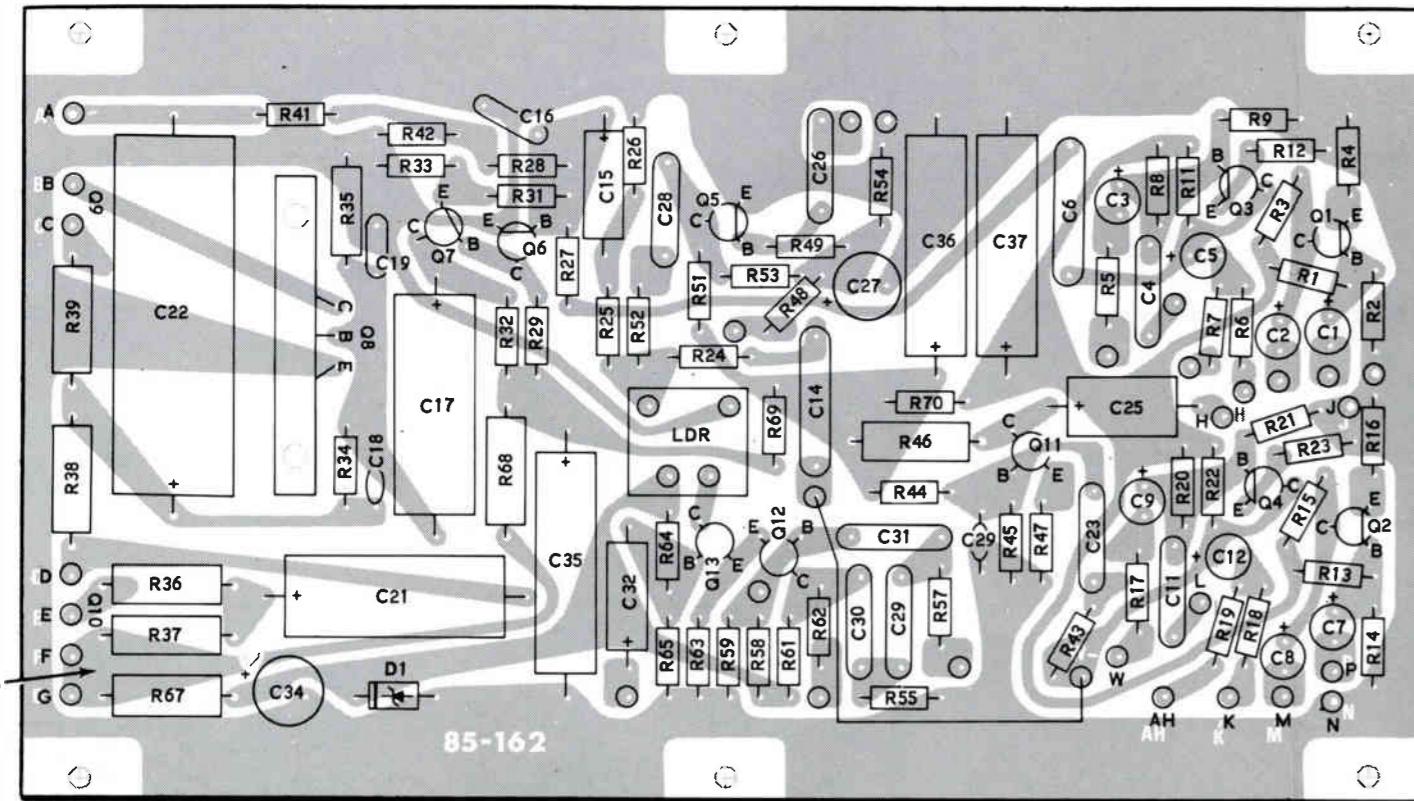 A R41 C16 R9
R42 R26 C26 R12 R4
R33 R28 C15 R54 B
B R31 C28 Q5 E C6 C3 R8 R11 C
Q9 R35 E E B C E Q3 R3 Q1 E
C C Q7 B Q6 C R49 C36 C37 C5 C B
C19 R27 R53 R5 C4 R1
R39 C22 C R51 R48 C27 R2
B Q8 R32 R29 R25 R52 R7 R6 C2 C1
E R24
C17 R70 C25 H H J
LDR R69 C14 R46 C Q11 R21 R16
R38 R34 C18 R68 B E R23
R44 C9 R20 R22 B Q4 C R15 E
C35 R64 C E Q12 B C31 C29 R45 R47 C23 E C Q2 B
D R36 C21 C32 B Q13 E C C12 R13
E Q10 R62 C30 C29 R57 R17 C11 L
R37 R65 R63 R59 R58 R61 R43 R19 R18 C7 R14
F C8
G R67 C34 D1 R55 W P
AH K M N
AH K M N
85-162